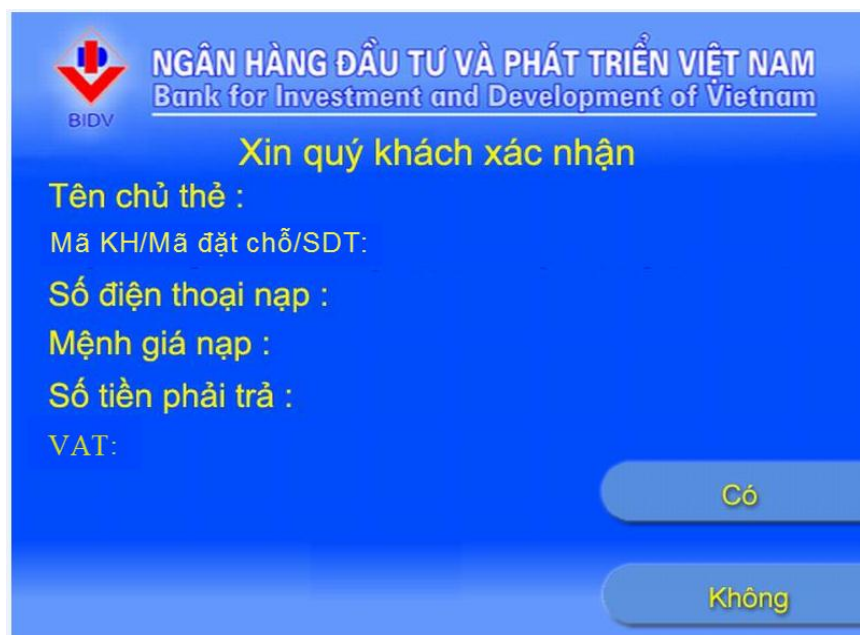 NGÂN HÀNG ĐẦU TƯ VÀ PHÁT TRIỂN VIỆT NAM
Bank for Investment and Development of Vietnam
BIDV
Xin quý khách xác nhận
Tên chủ thẻ :
Mã KH/Mã đặt chỗ/SDT:
Số điện thoại nạp :
Mệnh giá nạp :
Số tiền phải trả :
VAT:
Có
Không